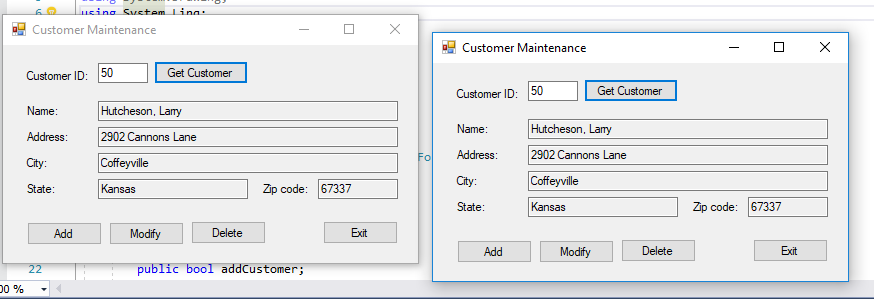 6 using System.Linq;
Customer Maintenance
Customer ID: 50 Get Customer
Name: Hutcheson, Larry
Address: 2902 Cannons Lane
City: Coffeyville
State: Kansas Zip code: 67337
Add Modify Delete Exit
Customer Maintenance
Customer ID: 50 Get Customer
Name: Hutcheson, Larry
Address: 2902 Cannons Lane
City: Coffeyville
State: Kansas Zip code: 67337
Add Modify Delete Exit
Fo
22 public bool addCustomer;
00 %